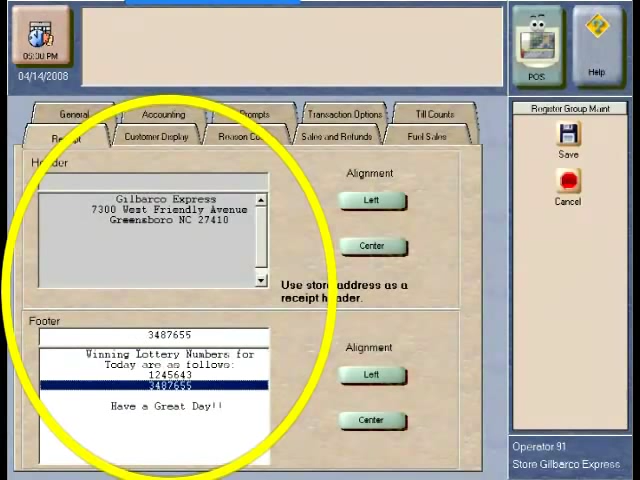 05:00 PM
04/14/2008
POS
Help
General
Accounting
Prompts
Transaction Options
Till Counts
Receipt
Customer Display
Reason
Sales and Refunds
Fuel Sales
Header
Gilbarco Express
7300 West Friendly Avenue
Greensboro NC 27410
Alignment
Left
Center
Use store address as a
receipt header.
Footer
3487655
Winning Lottery Numbers for
Today are as follows:
1245643
3487655
Have a Great Day!!
Alignment
Left
Center
Register Group Maint
Save
Cancel
Operator 91
Store Gilbarco Express